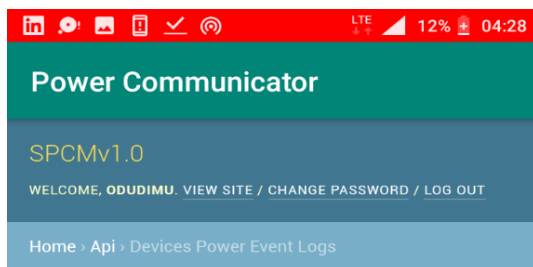 in LTE 12% 04:28
Power Communicator
SPCMv1.0
WELCOME, ODUDIMU. VIEW SITE / CHANGE PASSWORD / LOG OUT
Home › Api › Devices Power Event Logs